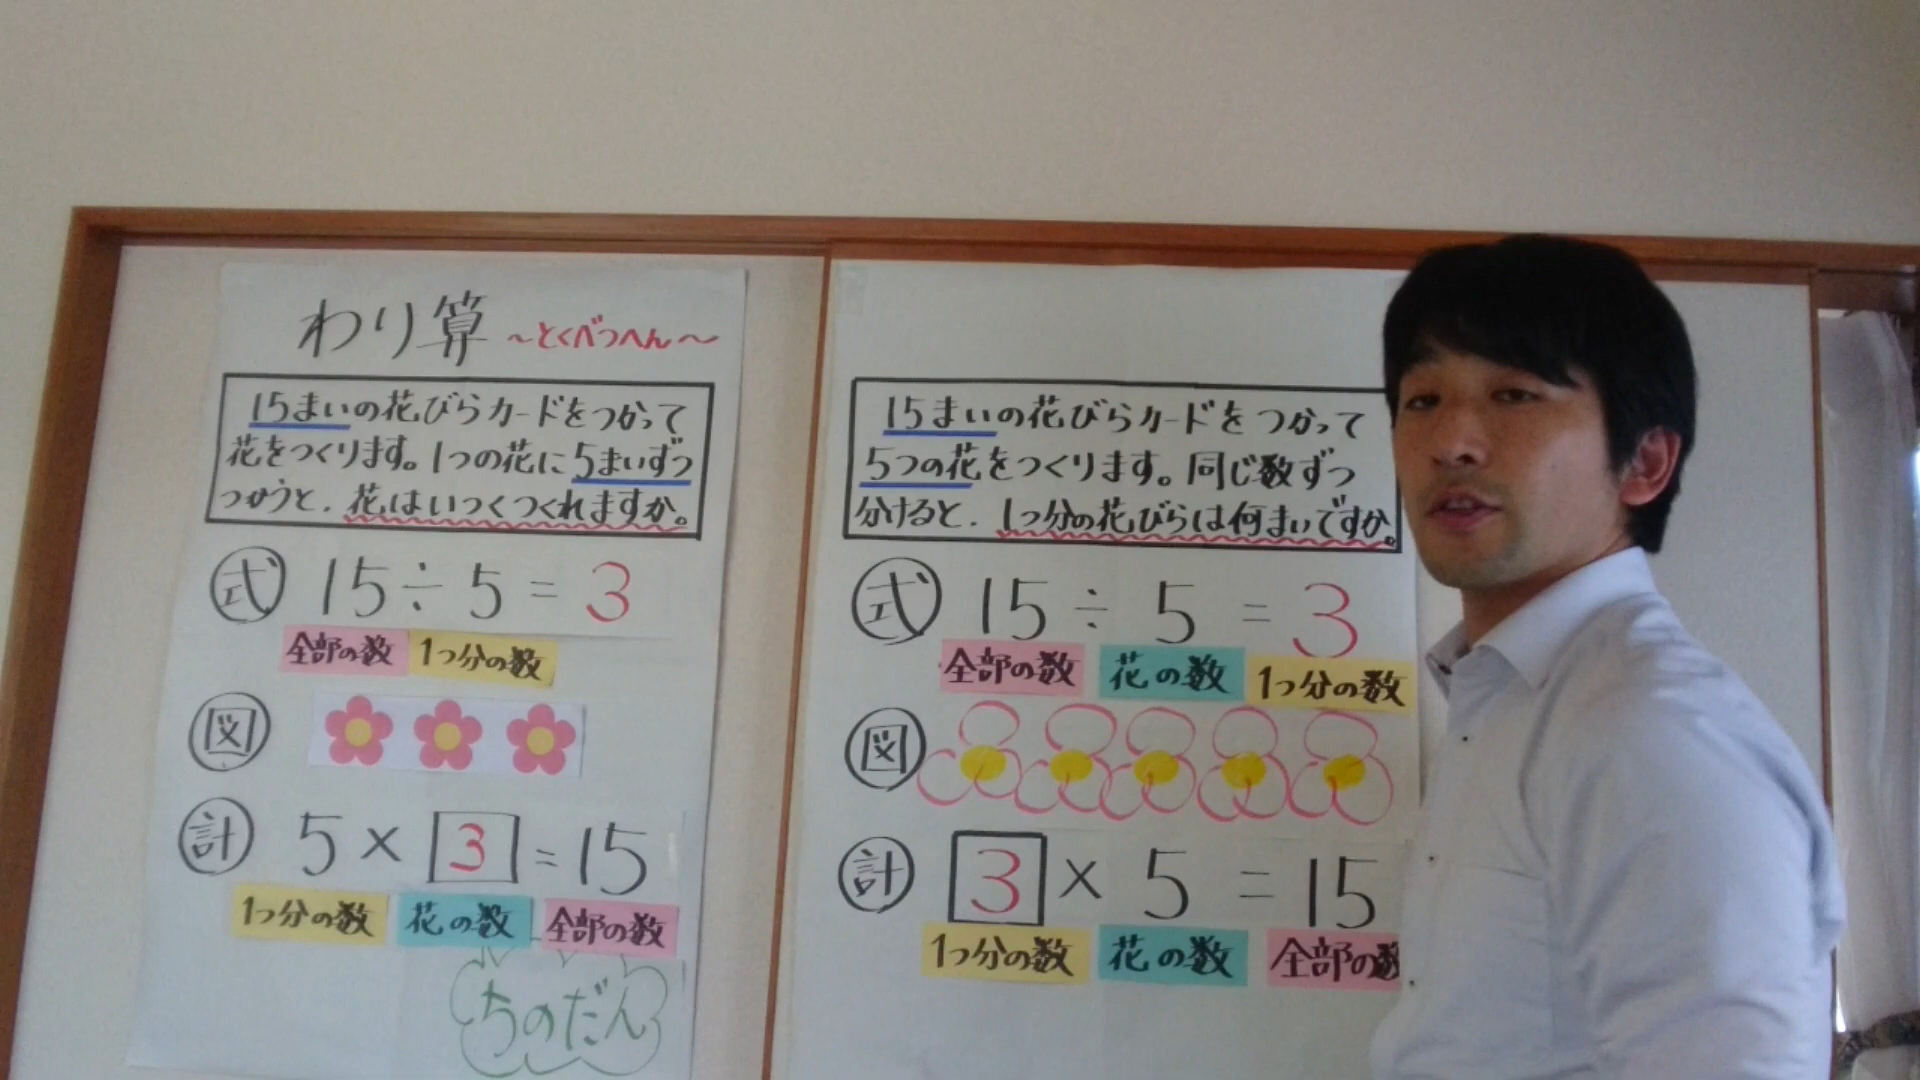 わり算 ～とくべつへん～
15まいの花びらカードをつかって
花をつくります。1つの花に5まいずつ
つかうと、花はいくつつくれますか。
式 15÷5=3
全部の数 1つ分の数
図
計 5×3=15
1つ分の数 花の数 全部の数
5のだん
15まいの花びらカードをつかって
5つの花をつくります。同じ数ずつ
分けると、1つ分の花びらは何まいですか。
式 15÷5=3
全部の数 花の数 1つ分の数
図
計 3×5=15
1つ分の数 花の数 全部の数